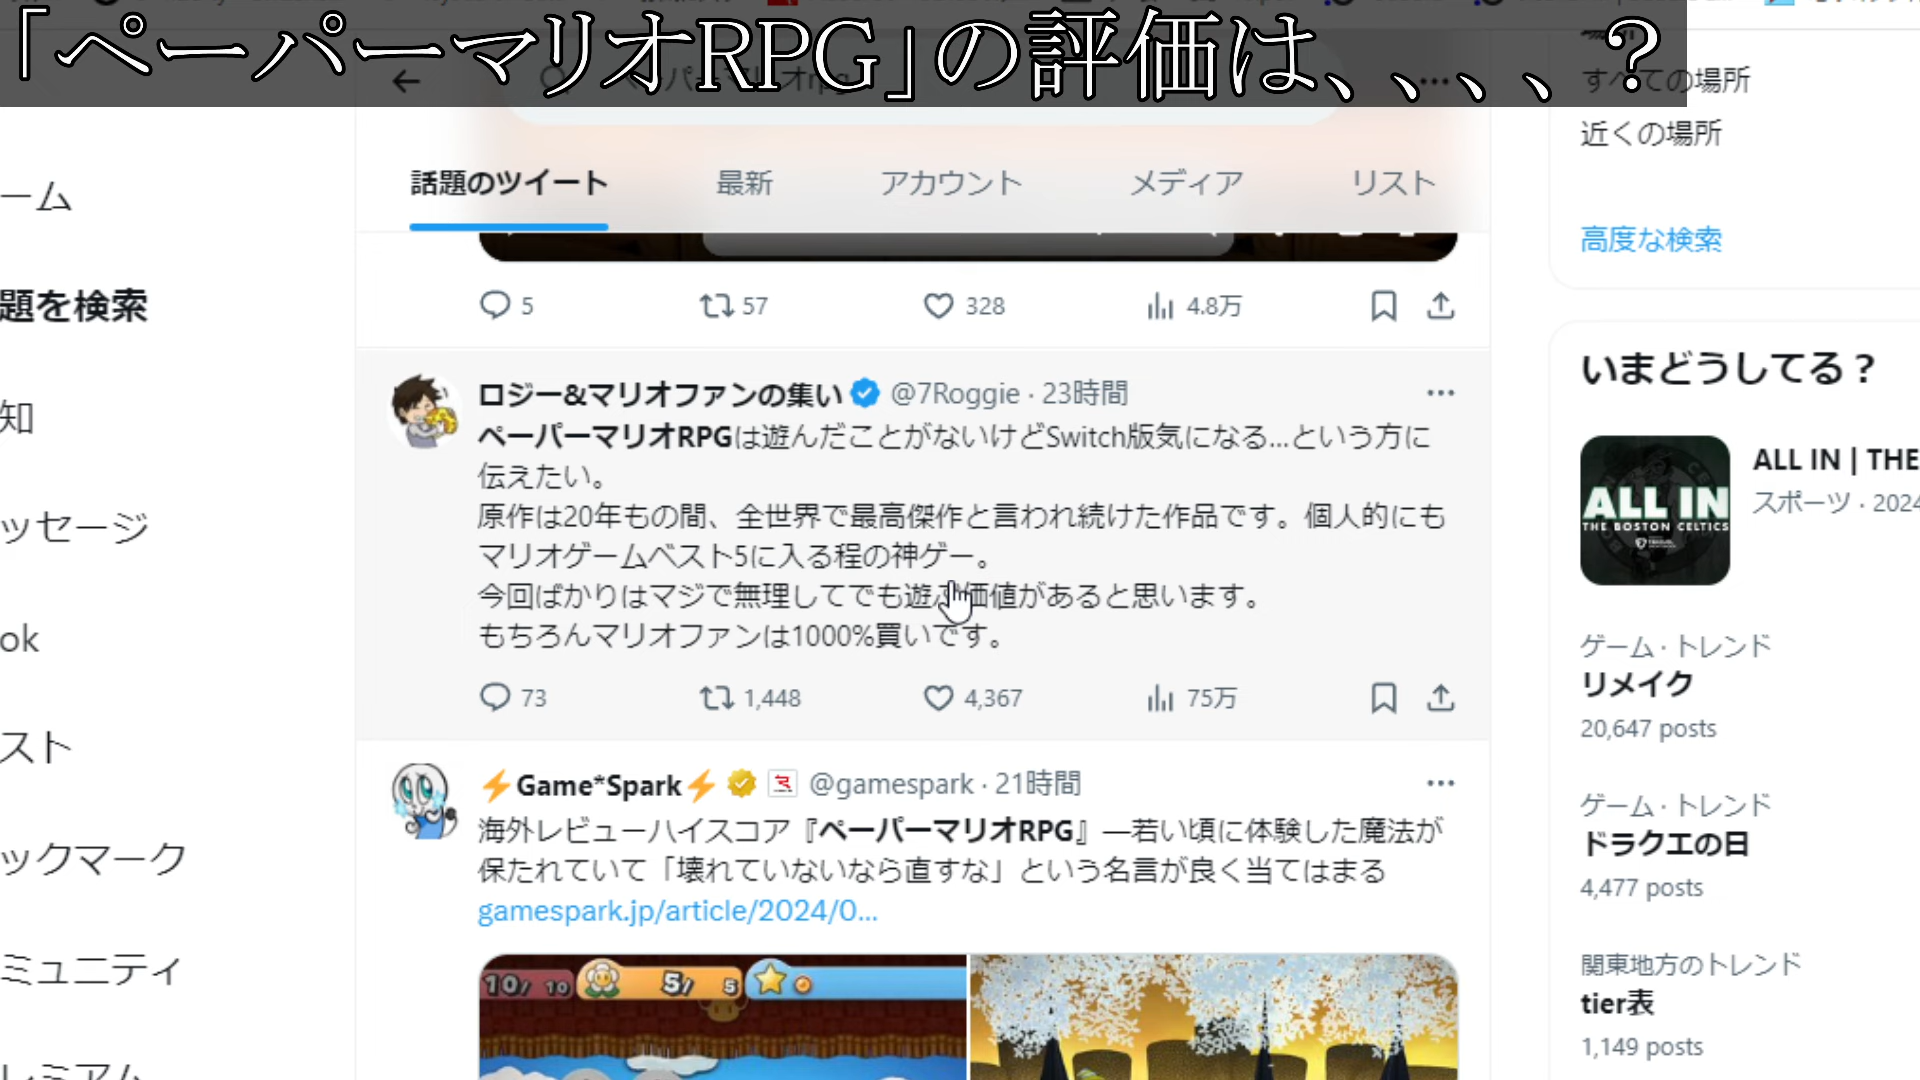 「ペーパーマリオRPG」の評価は、、、、、？
すべての場所
近くの場所
高度な検索
話題のツイート 最新 アカウント メディア リスト
ーム
題を検索
知
ッセージ
ok
スト
ックマーク
ミュニティ
レミアム
5 57 328 4.8万
ロジー&マリオファンの集い @7Roggie · 23時間
ペーパーマリオRPGは遊んだことがないけどSwitch版気になる...という方に
伝えたい。
原作は20年もの間、全世界で最高傑作と言われ続けた作品です。個人的にも
マリオゲームベスト5に入る程の神ゲー。
今回ばかりはマジで無理してでも遊ぶ価値があると思います。
もちろんマリオファンは1000%買いです。
73 1,448 4,367 75万
⚡Game*Spark⚡ @gamespark · 21時間
海外レビューハイスコア『ペーパーマリオRPG』―若い頃に体験した魔法が
保たれていて「壊れていないなら直すな」という名言が良く当てはまる
gamespark.jp/article/2024/0...
10/10 5/5 0
いまどうしてる？
ALL IN
THE BOSTON CELTICS
ALL IN | THE
スポーツ · 2024
ゲーム · トレンド
リメイク
20,647 posts
ゲーム · トレンド
ドラクエの日
4,477 posts
関東地方のトレンド
tier表
1,149 posts